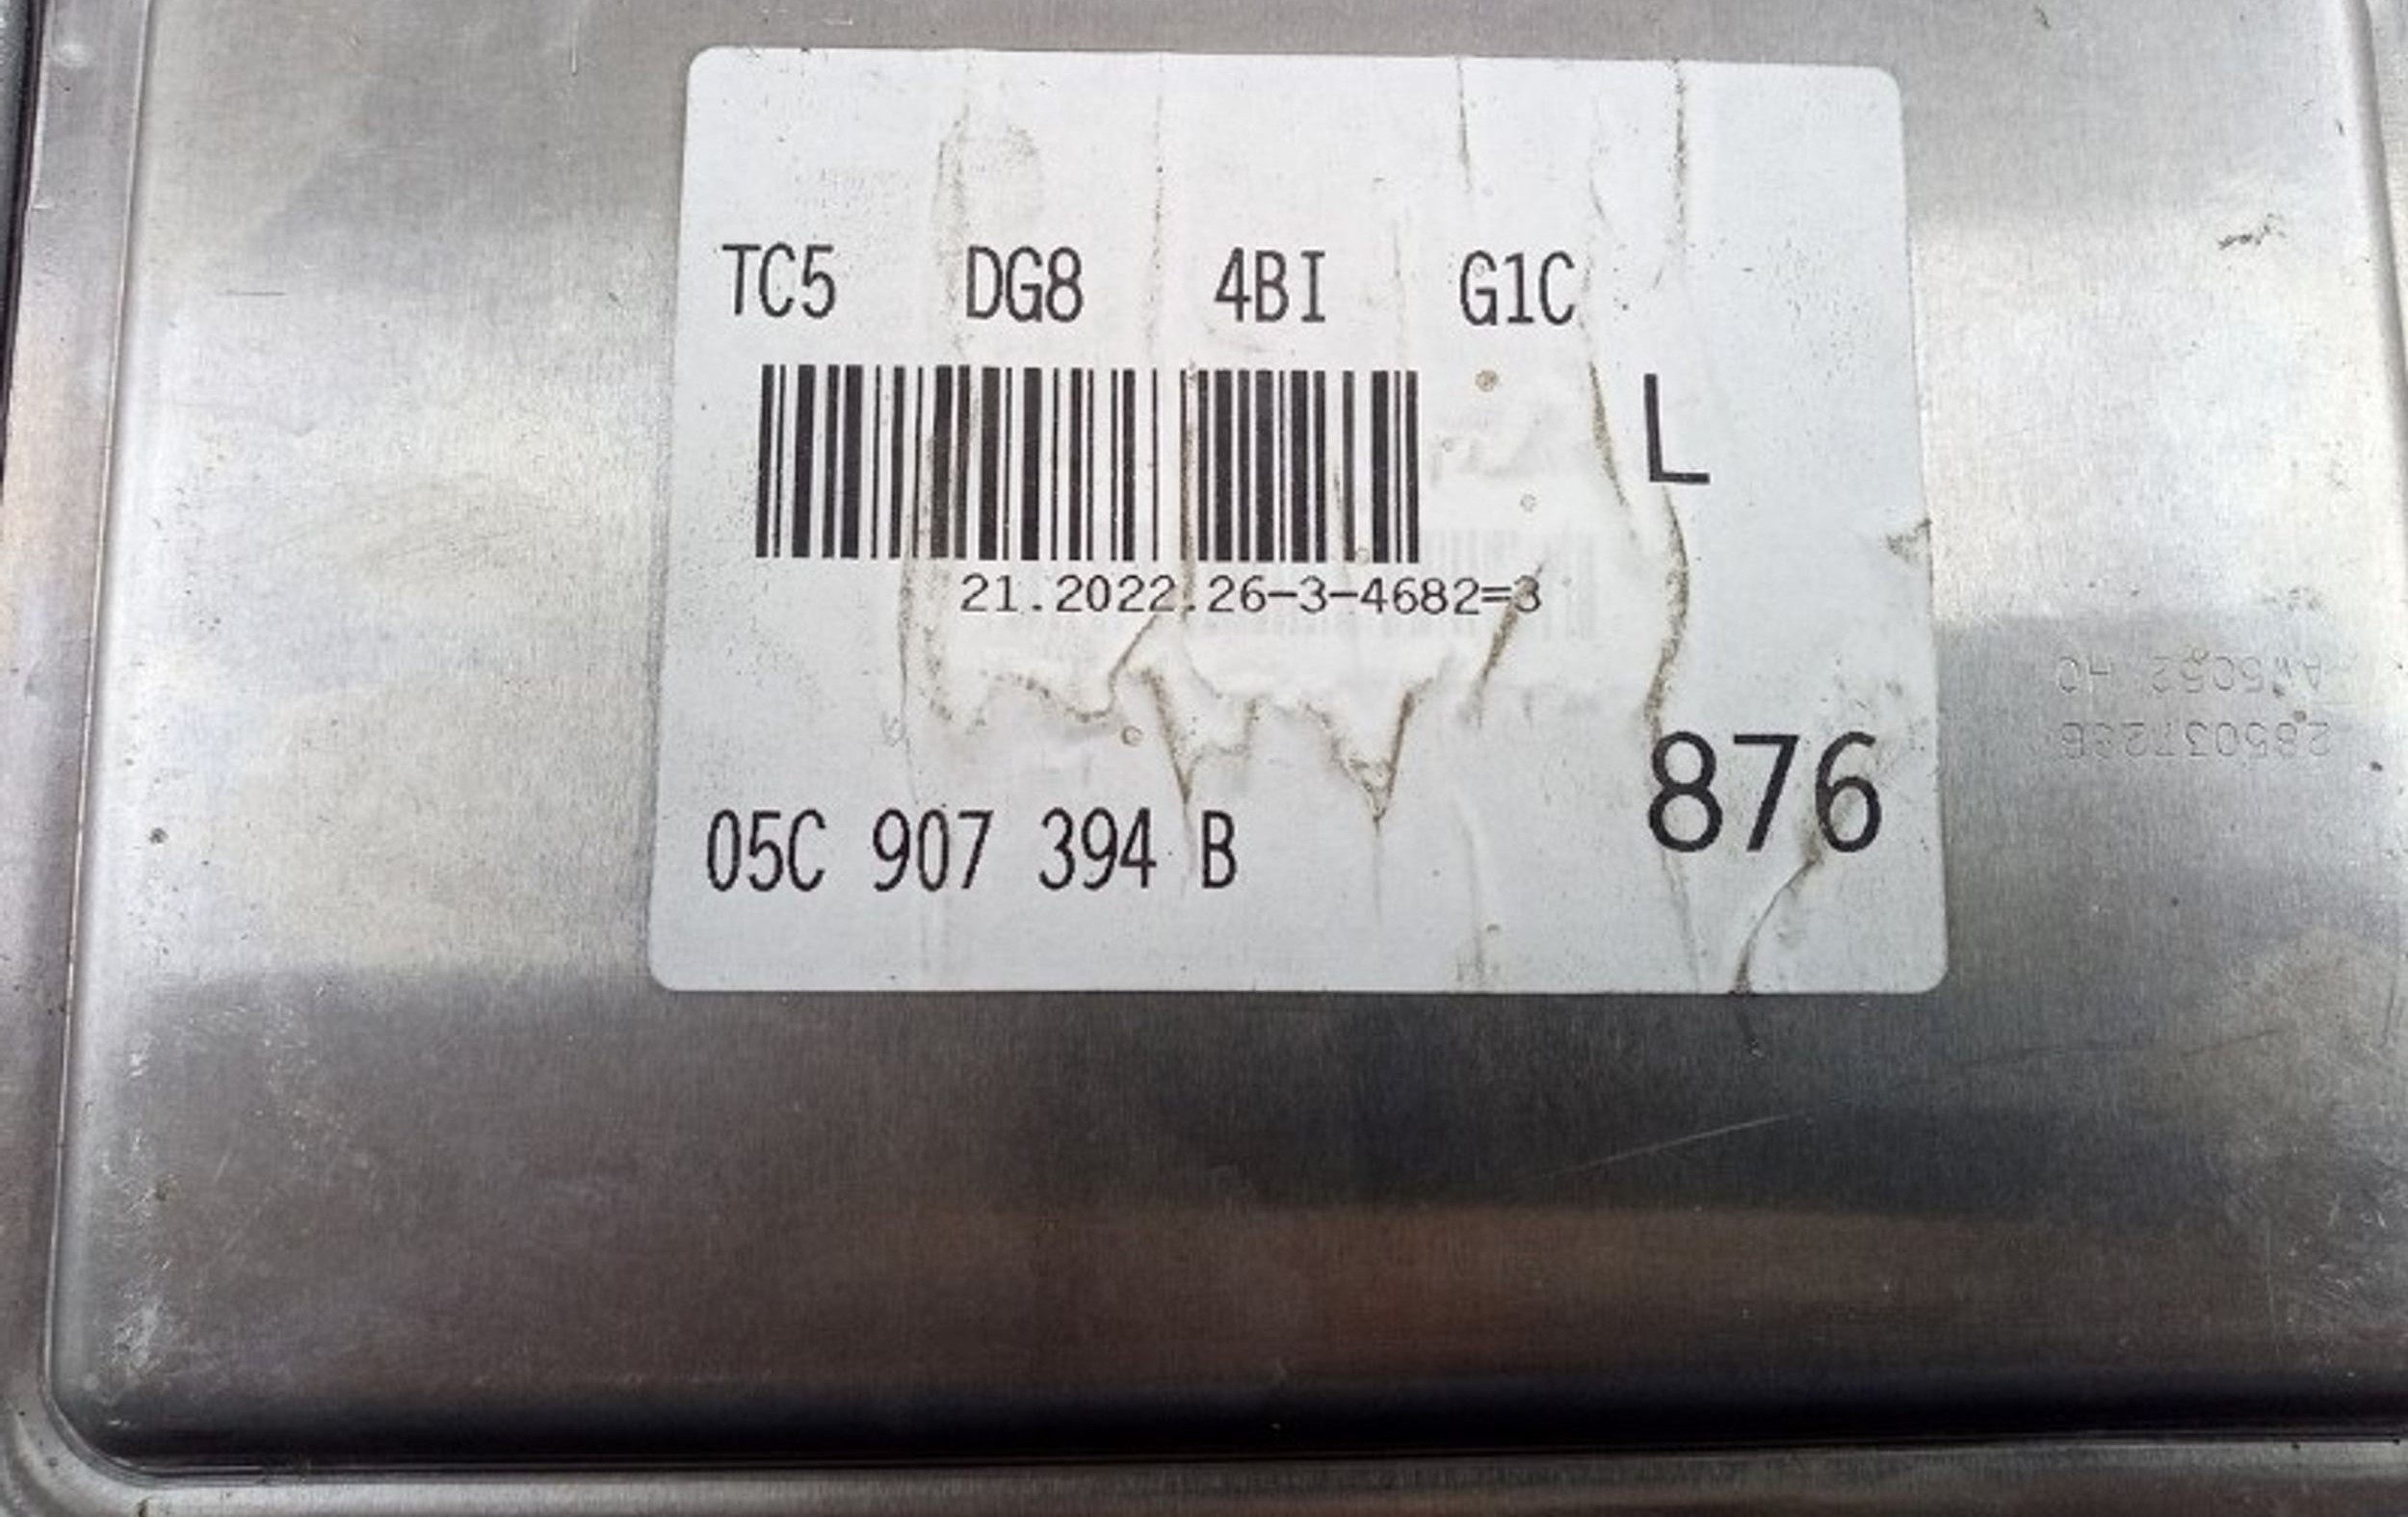 TC5 DG8 4BI G1C
L
21.2022.26-3-4682=3
876
05C 907 394 B